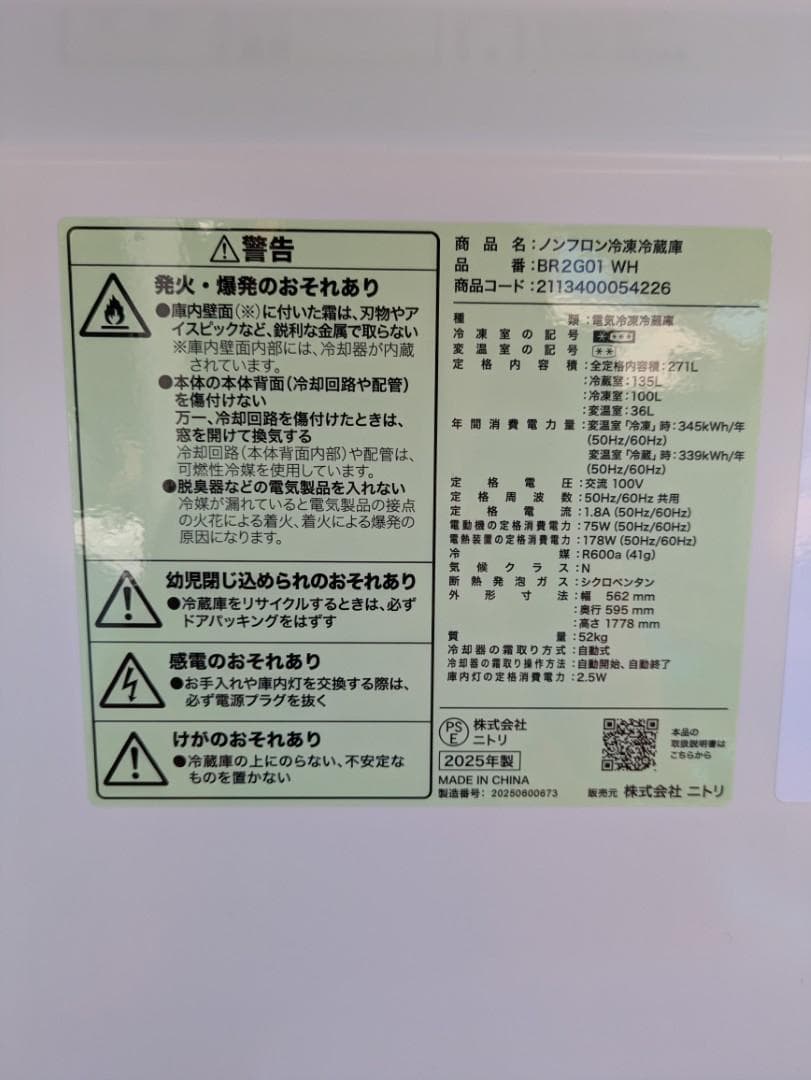 ⚠警告
発火・爆発のおそれあり
●庫内壁面(※)に付いた霜は、刃物やア
イスピックなど、鋭利な金属で取らない
※庫内壁面内部には、冷却器が内蔵
されています。
●本体の本体背面(冷却回路や配管)
を傷付けない
万一、冷却回路を傷付けたときは、
窓を開けて換気する
冷却回路(本体背面内部)や配管は、
可燃性冷媒を使用しています。
●脱臭器などの電気製品を入れない
冷媒が漏れていると電気製品の接点
の火花による着火、着火による爆発の
原因になります。
幼児閉じ込められのおそれあり
●冷蔵庫をリサイクルするときは、必ず
ドアパッキングをはずす
感電のおそれあり
●お手入れや庫内灯を交換する際は、
必ず電源プラグを抜く
けがのおそれあり
●冷蔵庫の上にのらない、不安定な
ものを置かない
商品名:ノンフロン冷凍冷蔵庫
品番:BR2G01 WH
商品コード:2113400054226
種類:電気冷凍冷蔵庫
冷凍室の記号
変温室の記号
定格内容積:全定格内容積:271L
:冷蔵室:135L
:冷凍室:100L
:変温室:36L
年間消費電力量:変温室「冷凍」時:345kWh/年
(50Hz/60Hz)
変温室「冷蔵」時:339kWh/年
(50Hz/60Hz)
定格電圧:交流 100V
定格周波数:50Hz/60Hz 共用
定格電流:1.8A (50Hz/60Hz)
電動機の定格消費電力:75W (50Hz/60Hz)
電熱装置の定格消費電力:178W (50Hz/60Hz)
冷媒:R600a (41g)
気候クラス:N
断熱発泡ガス:シクロペンタン
外形寸法:幅 562 mm
:奥行 595 mm
:高さ 1778 mm
質量:52kg
冷却器の霜取り方式:自動式
冷却器の霜取り操作方法:自動開始、自動終了
庫内灯の定格消費電力:2.5W
PS
E
株式会社
ニトリ
2025年製
MADE IN CHINA
製造番号: 20250600673
本品の
取扱説明書は
こちらから
販売元 株式会社 ニトリ